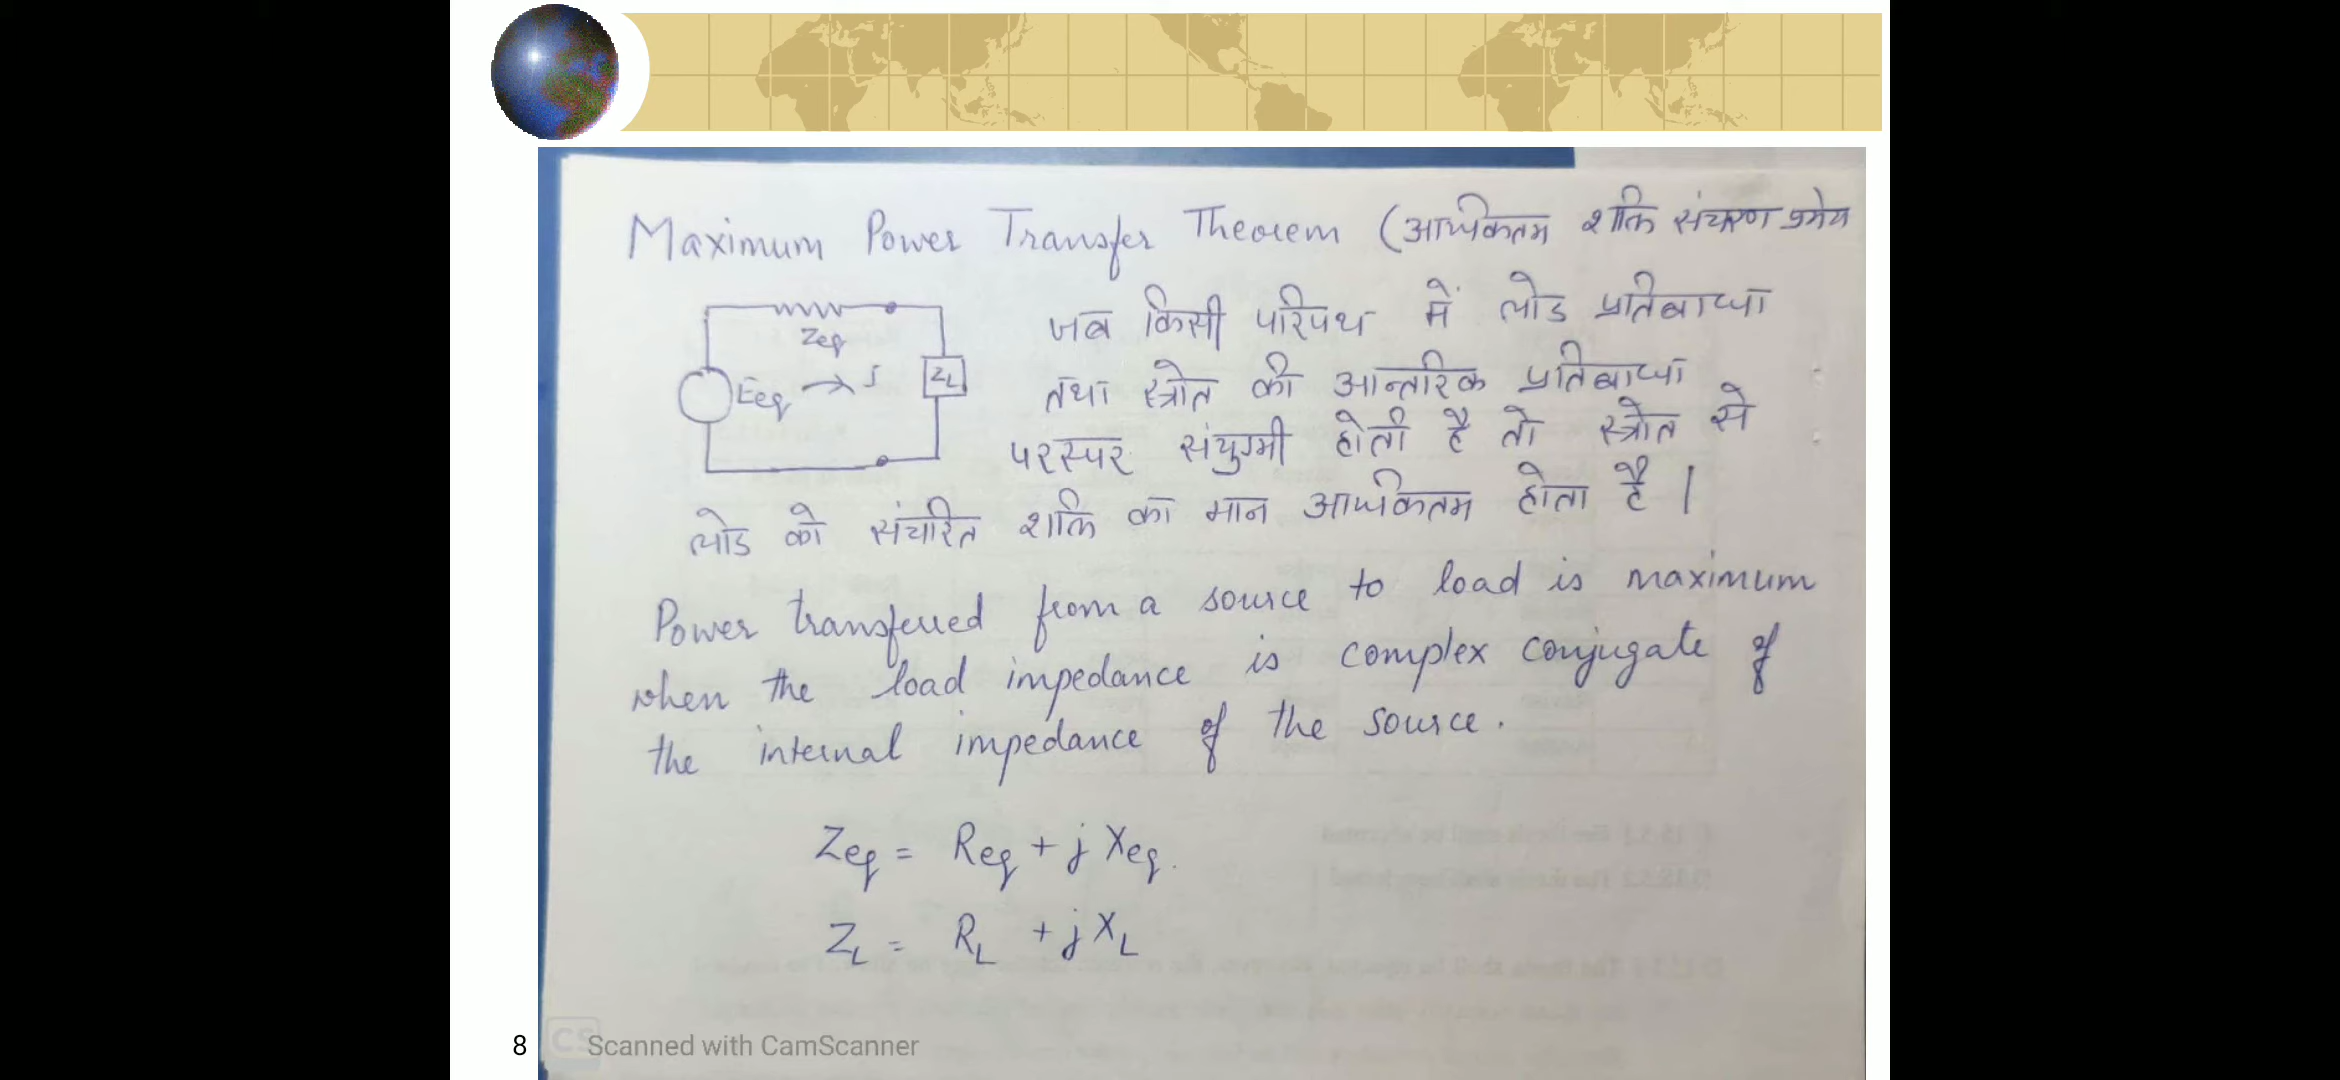 Maximum Power Transfer Theorem (अधिकतम शक्ति संचरण प्रमेय
Zeq
Eeq → I
ZL
जब किसी परिपथ में लोड प्रतिबाधा
तथा स्त्रोत की आन्तरिक प्रतिबाधा
परस्पर संयुग्मी होती है तो स्त्रोत से
लोड को संचरित शक्ति का मान अधिकतम होता है |
Power transferred from a source to load is maximum
when the load impedance is complex conjugate of
the internal impedance of the source.
Zeq = Req + j Xeq.
ZL = RL + j XL
8
CS Scanned with CamScanner